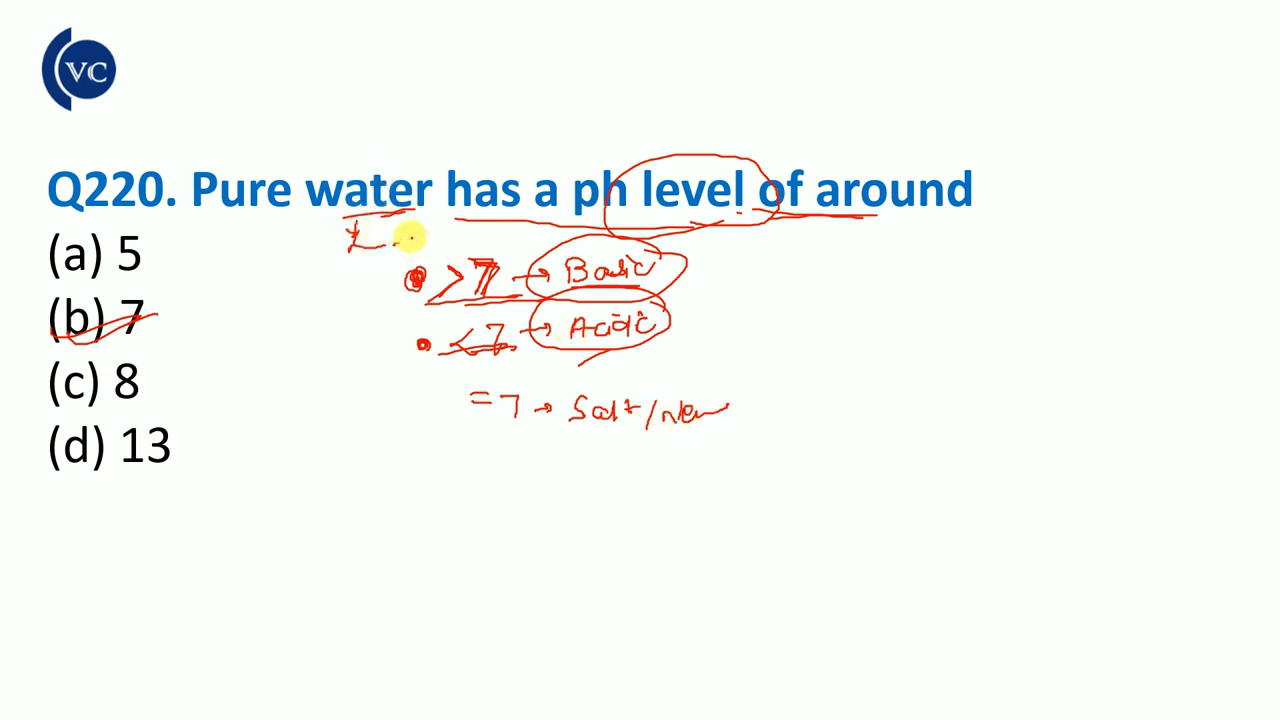 VC
Q220. Pure water has a ph level of around
(a) 5
>7 → Basic
(b) 7
<7 → Acidic
(c) 8
=7 → Salt/
(d) 13